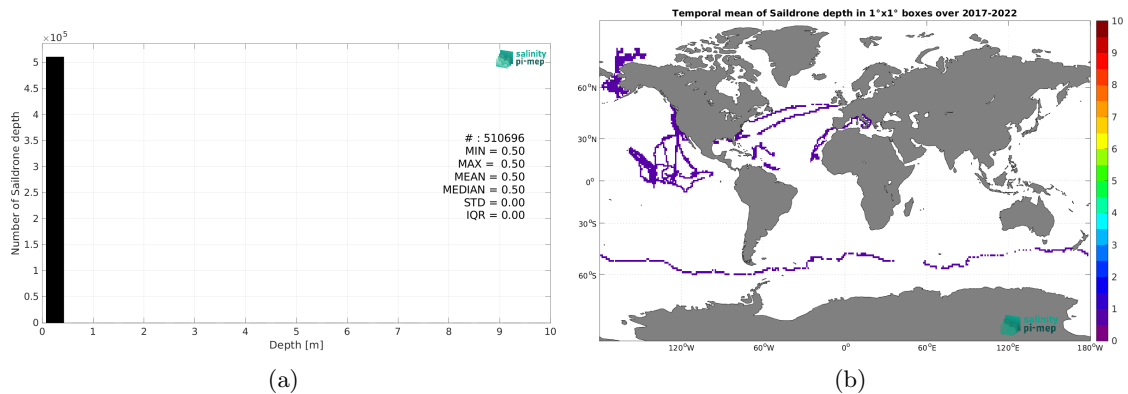 ×10⁵
5
4.5
4
3.5
3
2.5
2
1.5
1
0.5
0
Number of Saildrone depth
salinity
pi-mep
# : 510696
MIN = 0.50
MAX = 0.50
MEAN = 0.50
MEDIAN = 0.50
STD = 0.00
IQR = 0.00
0 1 2 3 4 5 6 7 8 9 10
Depth [m]
(a)
Temporal mean of Saildrone depth in 1°x1° boxes over 2017-2022
60°N
30°N
0°
30°S
60°S
120°W 60°W 0° 60°E 120°E 180°W
salinity
pi-mep
10
9
8
7
6
5
4
3
2
1
0
(b)